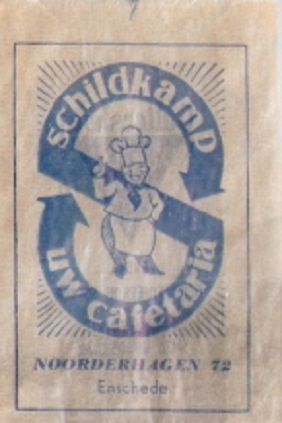 schildkamp
uw cafetaria
NOORDERHAGEN 72
Enschede